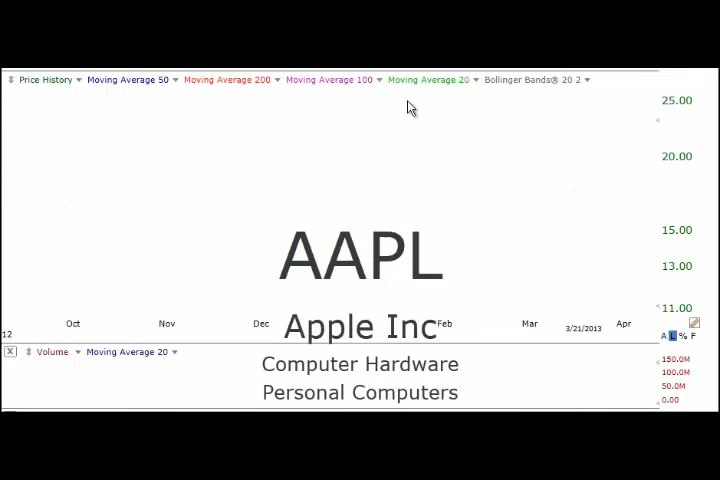 Price History Moving Average 50 Moving Average 200 Moving Average 100 Moving Average 20 Bollinger Bands® 20 2
25.00
20.00
AAPL
15.00
13.00
11.00
Apple Inc
Oct Nov Dec Feb Mar 3/21/2013 Apr
12
A L % F
X Volume Moving Average 20
150.0M
100.0M
50.0M
0.00
Computer Hardware
Personal Computers